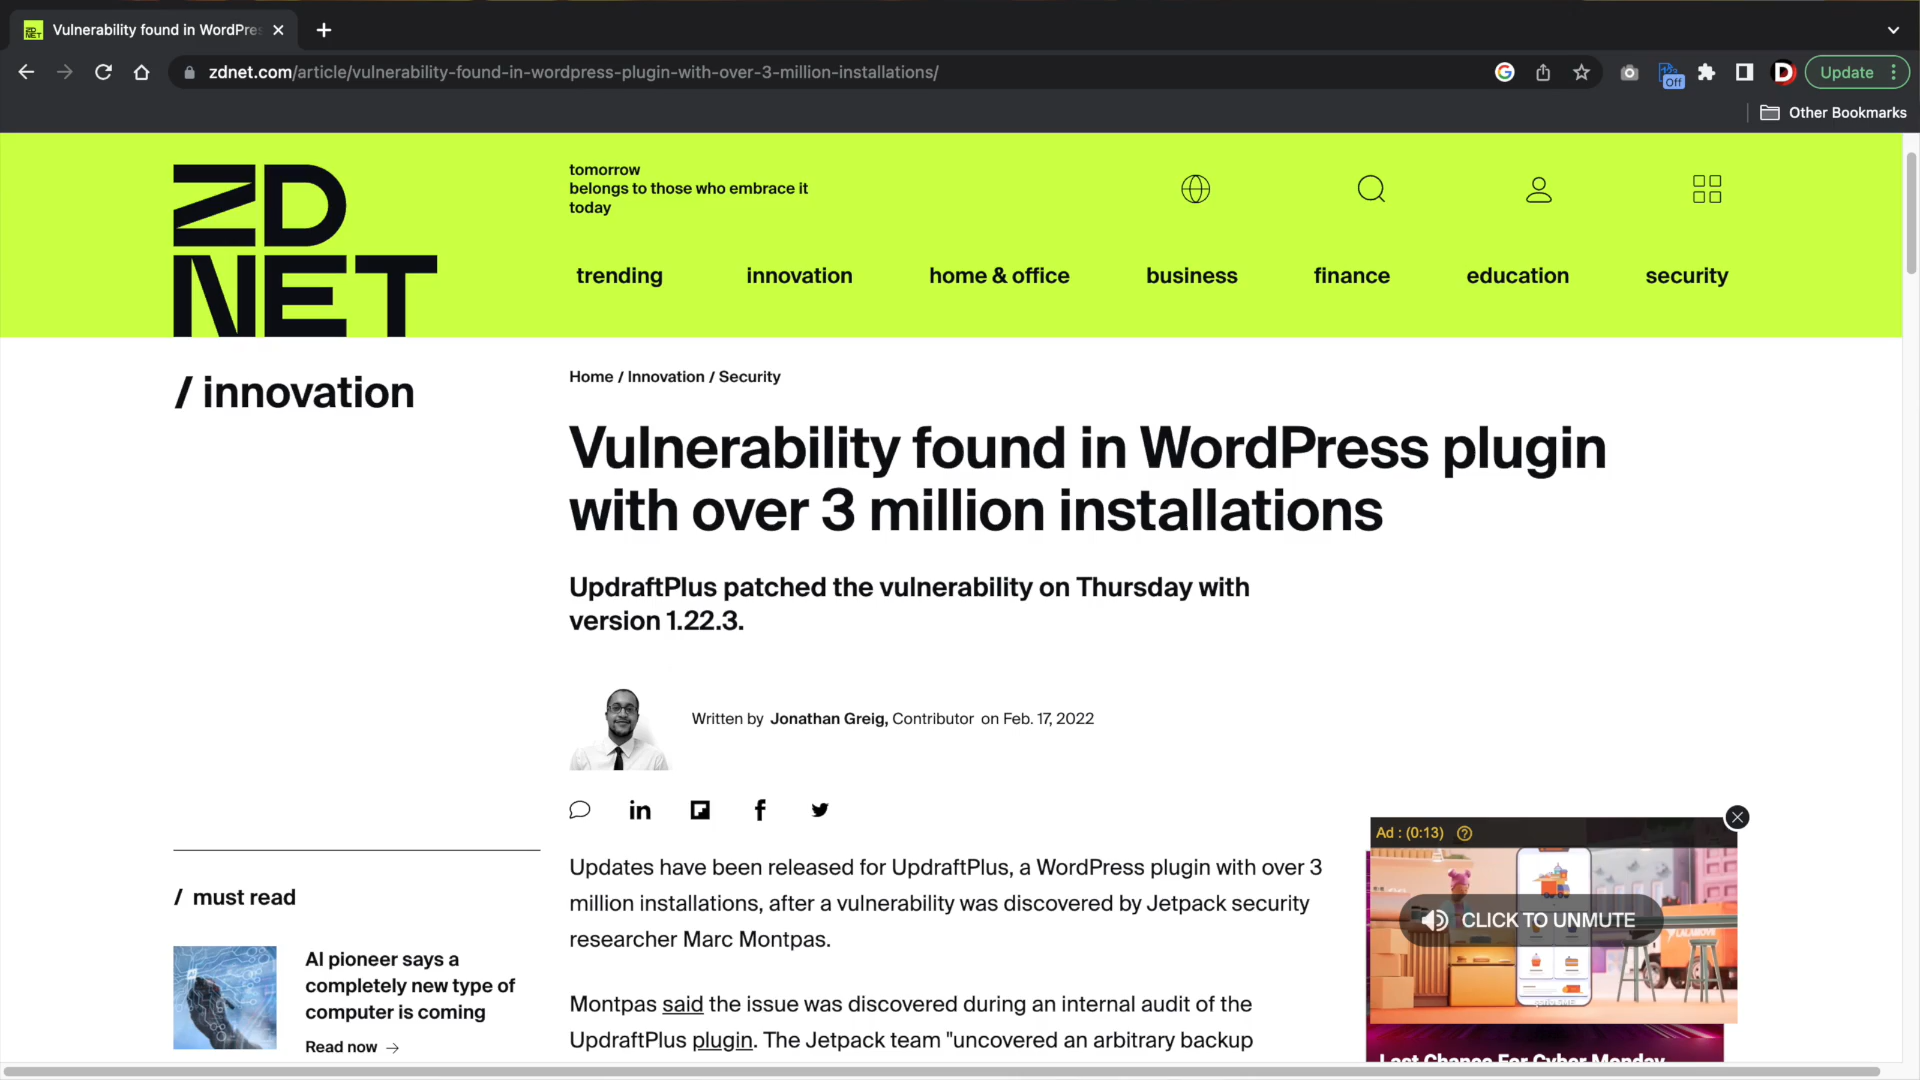 Vulnerability found in WordPre
zdnet.com/article/vulnerability-found-in-wordpress-plugin-with-over-3-million-installations/
Off
D
Update
Other Bookmarks
ZD
NET
tomorrow
belongs to those who embrace it
today
trending innovation home & office business finance education security
/ innovation
Home / Innovation / Security
Vulnerability found in WordPress plugin
with over 3 million installations
UpdraftPlus patched the vulnerability on Thursday with
version 1.22.3.
Written by Jonathan Greig, Contributor on Feb. 17, 2022
/ must read
AI pioneer says a
completely new type of
computer is coming
Read now →
Updates have been released for UpdraftPlus, a WordPress plugin with over 3
million installations, after a vulnerability was discovered by Jetpack security
researcher Marc Montpas.
Montpas said the issue was discovered during an internal audit of the
UpdraftPlus plugin. The Jetpack team "uncovered an arbitrary backup
Ad : (0:13)
CLICK TO UNMUTE
LALAMOVE
Last Chance For Cyber Monday